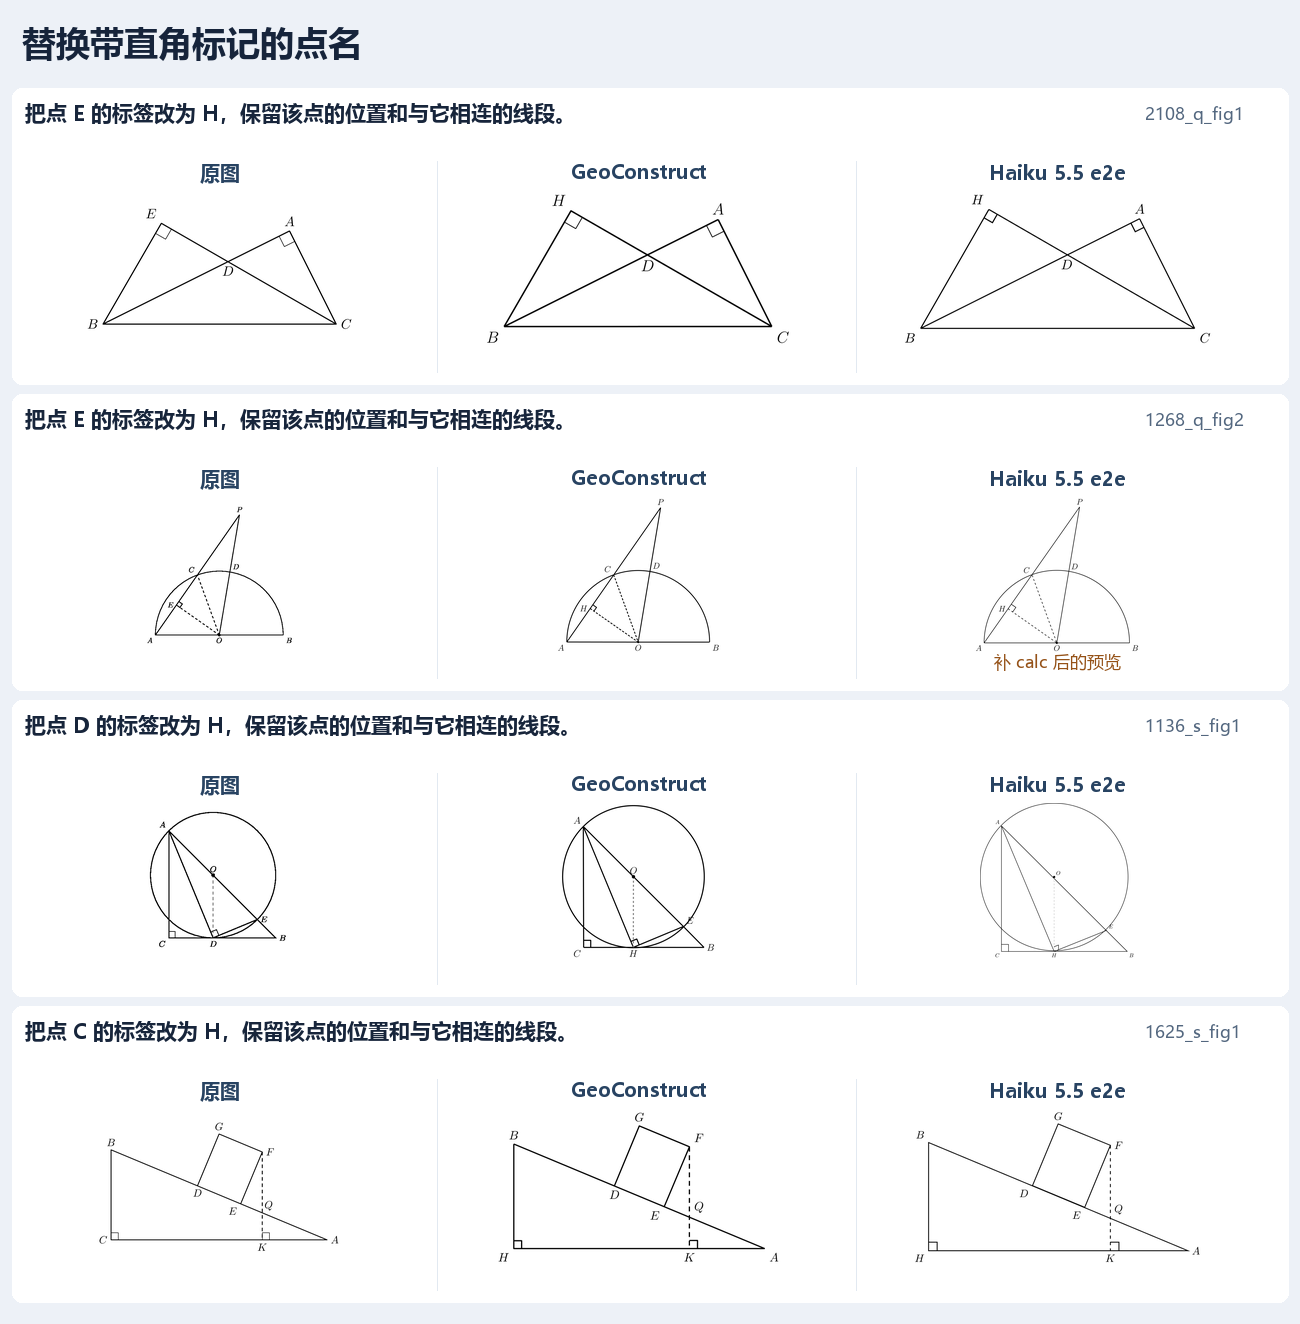 替换带直角标记的点名
把点 E 的标签改为 H，保留该点的位置和与它相连的线段。
2108_q_fig1
原图
GeoConstruct
Haiku 5.5 e2e
E
A
D
B
C
H
A
D
B
C
H
A
D
B
C
把点 E 的标签改为 H，保留该点的位置和与它相连的线段。
1268_q_fig2
原图
GeoConstruct
Haiku 5.5 e2e
P
C
D
E
A
O
B
P
C
D
H
A
O
B
P
C
D
H
A
O
B
补 calc 后的预览
把点 D 的标签改为 H，保留该点的位置和与它相连的线段。
1136_s_fig1
原图
GeoConstruct
Haiku 5.5 e2e
A
O
E
C
D
B
A
O
E
C
H
B
A
O
E
C
H
B
把点 C 的标签改为 H，保留该点的位置和与它相连的线段。
1625_s_fig1
原图
GeoConstruct
Haiku 5.5 e2e
G
B
F
D
E
Q
C
K
A
G
B
F
D
E
Q
H
K
A
G
B
F
D
E
Q
H
K
A